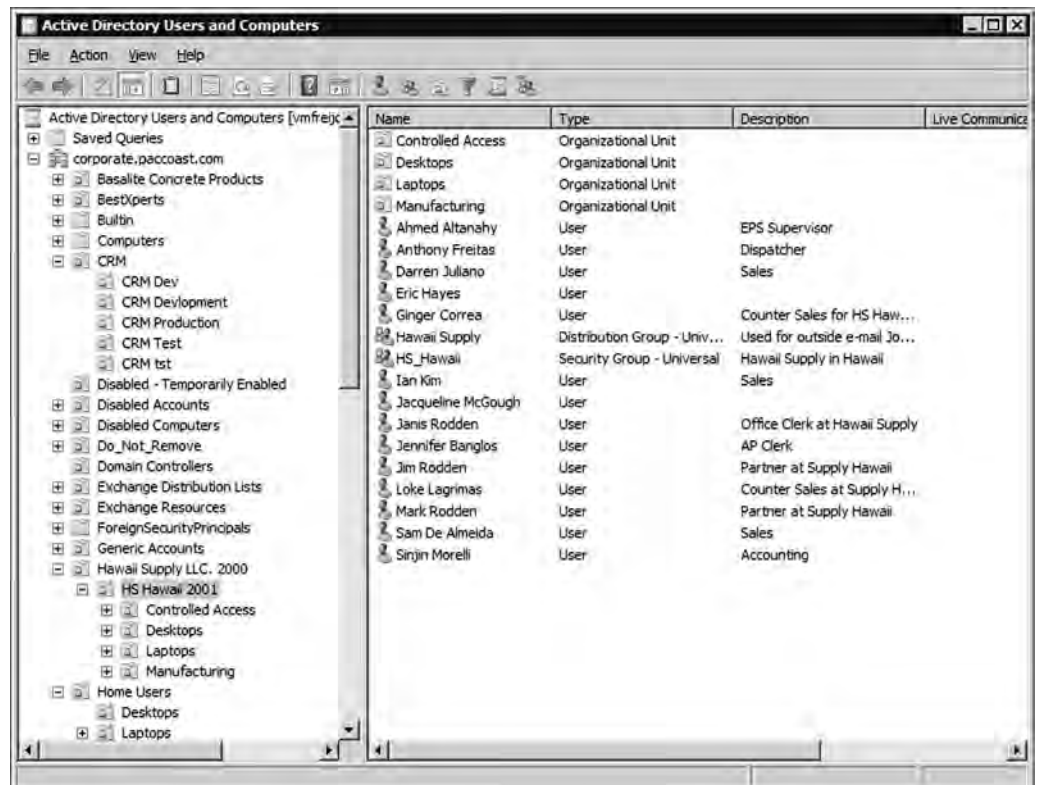 Active Directory Users and Computers
File Action View Help
Active Directory Users and Computers [vmfrejc
Saved Queries
corporate.paccoast.com
Basalite Concrete Products
BestXperts
Builtin
Computers
CRM
CRM Dev
CRM Devlopment
CRM Production
CRM Test
CRM tst
Disabled - Temporarily Enabled
Disabled Accounts
Disabled Computers
Do_Not_Remove
Domain Controllers
Exchange Distribution Lists
Exchange Resources
ForeignSecurityPrincipals
Generic Accounts
Hawaii Supply LLC. 2000
HS Hawaii 2001
Controlled Access
Desktops
Laptops
Manufacturing
Home Users
Desktops
Laptops
Name Type Description Live Communica
Controlled Access Organizational Unit
Desktops Organizational Unit
Laptops Organizational Unit
Manufacturing Organizational Unit
Ahmed Altanahy User EPS Supervisor
Anthony Freitas User Dispatcher
Darren Juliano User Sales
Eric Hayes User
Ginger Correa User Counter Sales for HS Haw...
Hawaii Supply Distribution Group - Univ... Used for outside e-mail Jo...
HS_Hawaii Security Group - Universal Hawaii Supply in Hawaii
Ian Kim User Sales
Jacqueline McGough User
Janis Rodden User Office Clerk at Hawaii Supply
Jennifer Banglos User AP Clerk
Jim Rodden User Partner at Supply Hawaii
Loke Lagrimas User Counter Sales at Supply H...
Mark Rodden User Partner at Supply Hawaii
Sam De Almeida User Sales
Sinjin Morelli User Accounting